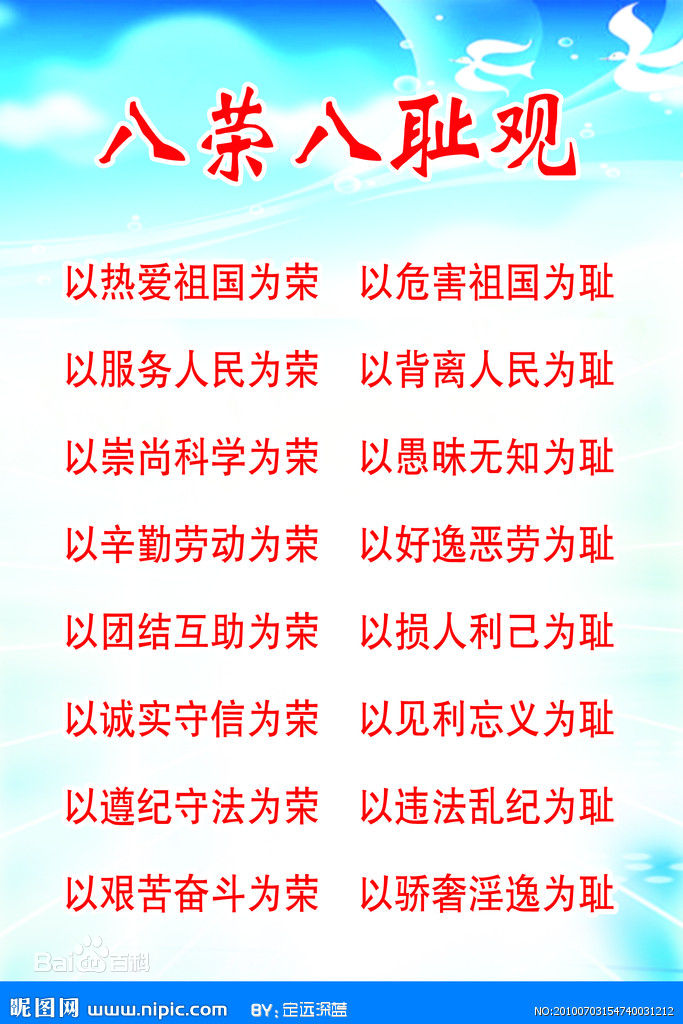 八荣八耻观
以热爱祖国为荣 以危害祖国为耻
以服务人民为荣 以背离人民为耻
以崇尚科学为荣 以愚昧无知为耻
以辛勤劳动为荣 以好逸恶劳为耻
以团结互助为荣 以损人利己为耻
以诚实守信为荣 以见利忘义为耻
以遵纪守法为荣 以违法乱纪为耻
以艰苦奋斗为荣 以骄奢淫逸为耻
Bai百科
昵图网 www.nipic.com BY:定远深蓝 NO:20100703154740031212